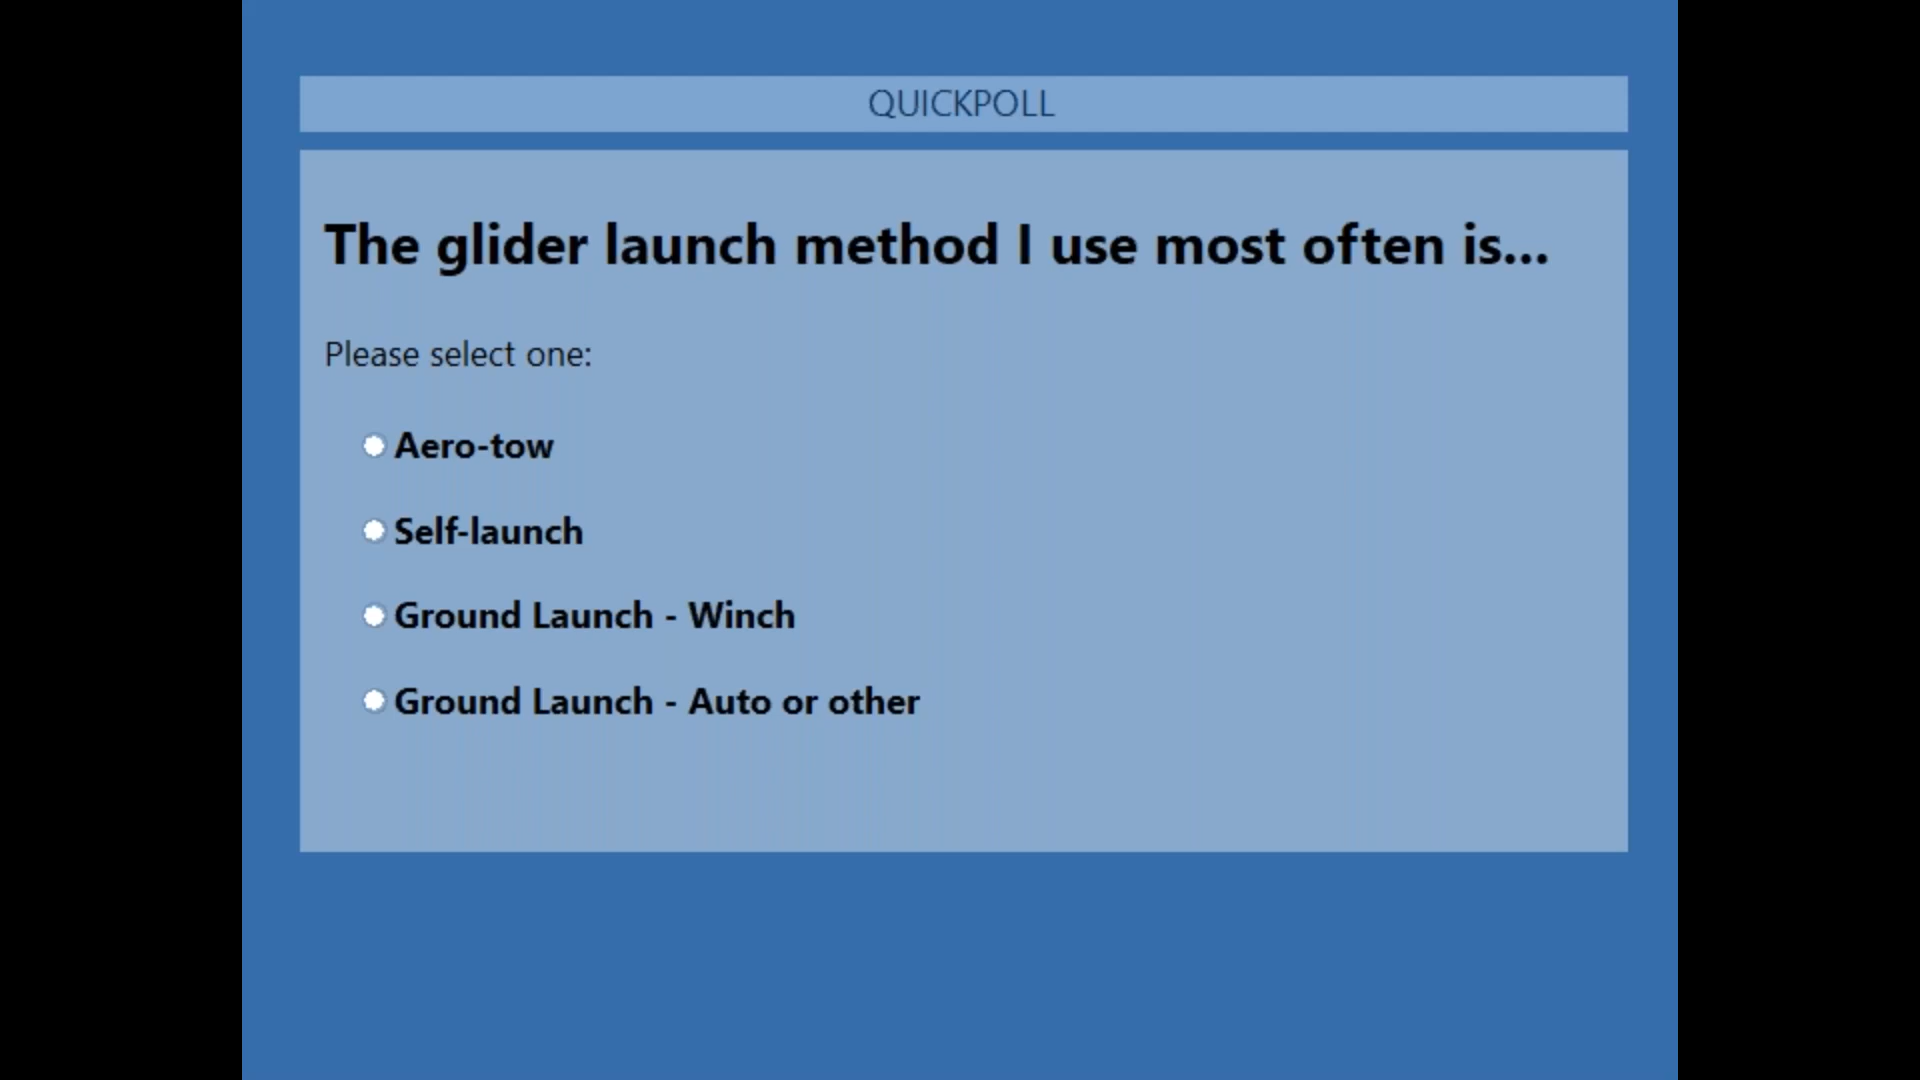 QUICKPOLL
The glider launch method I use most often is...
Please select one:
Aero-tow
Self-launch
Ground Launch - Winch
Ground Launch - Auto or other